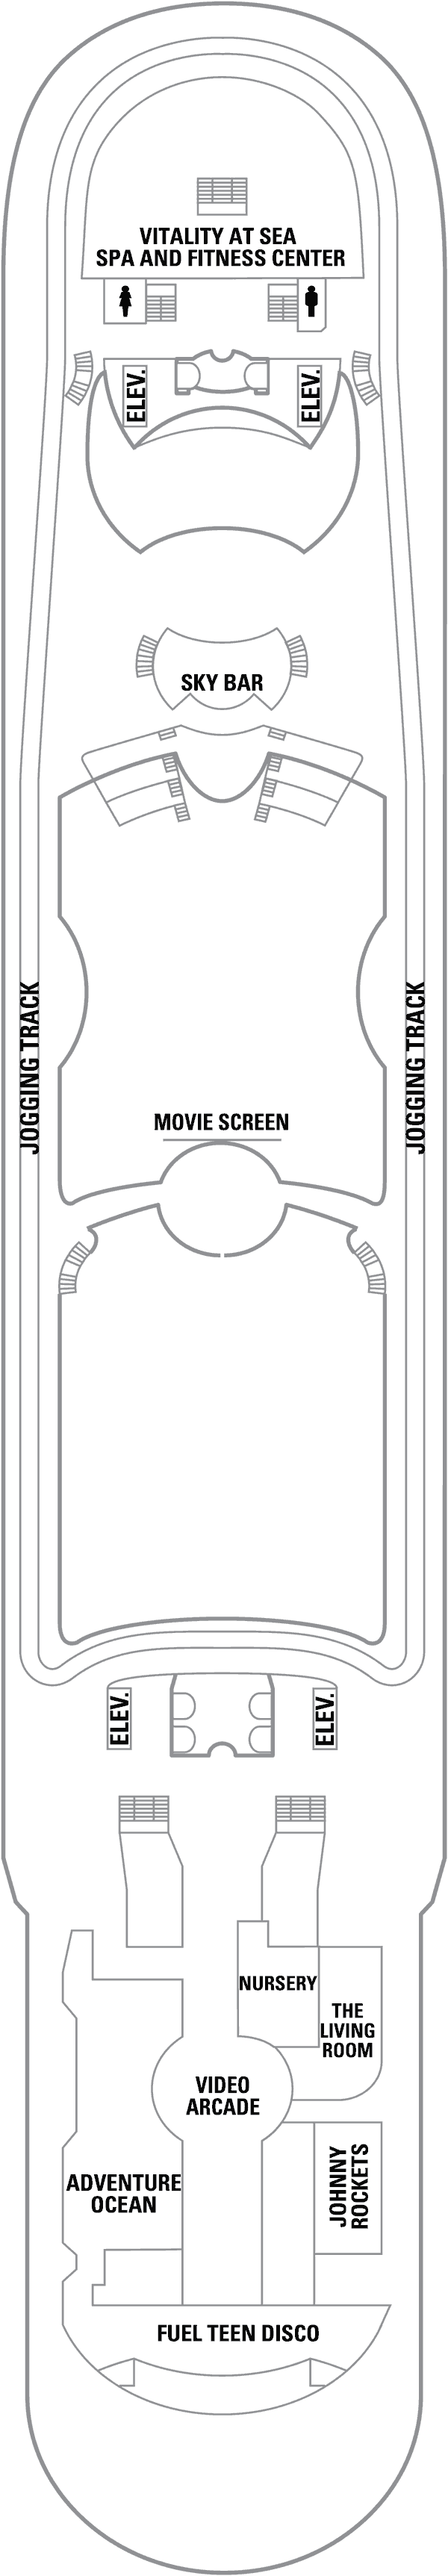 VITALITY AT SEA
SPA AND FITNESS CENTER
ELEV.
ELEV.
SKY BAR
JOGGING TRACK
JOGGING TRACK
MOVIE SCREEN
ELEV.
ELEV.
NURSERY
THE
LIVING
ROOM
VIDEO
ARCADE
ADVENTURE
OCEAN
JOHNNY
ROCKETS
FUEL TEEN DISCO